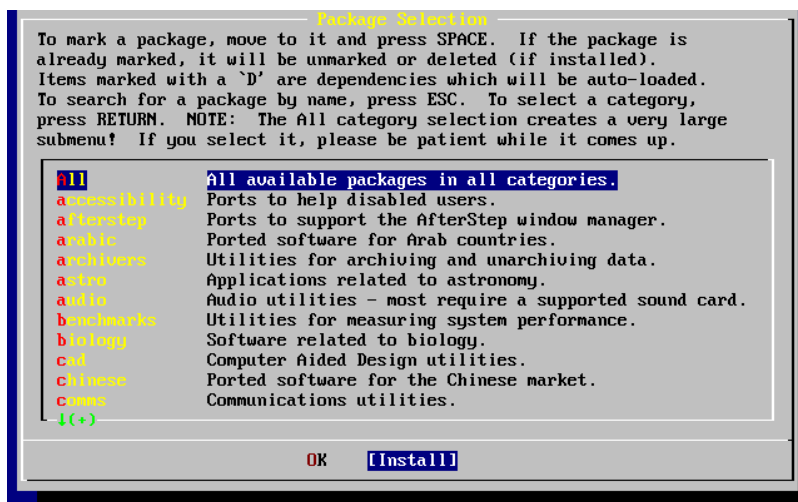 Package Selection
To mark a package, move to it and press SPACE.  If the package is
already marked, it will be unmarked or deleted (if installed).
Items marked with a `D' are dependencies which will be auto-loaded.
To search for a package by name, press ESC.  To select a category,
press RETURN.  NOTE:  The All category selection creates a very large
submenu!  If you select it, please be patient while it comes up.
All All available packages in all categories.
accessibility Ports to help disabled users.
afterstep Ports to support the AfterStep window manager.
arabic Ported software for Arab countries.
archivers Utilities for archiving and unarchiving data.
astro Applications related to astronomy.
audio Audio utilities - most require a supported sound card.
benchmarks Utilities for measuring system performance.
biology Software related to biology.
cad Computer Aided Design utilities.
chinese Ported software for the Chinese market.
comms Communications utilities.
↓(+)
OK [Install]